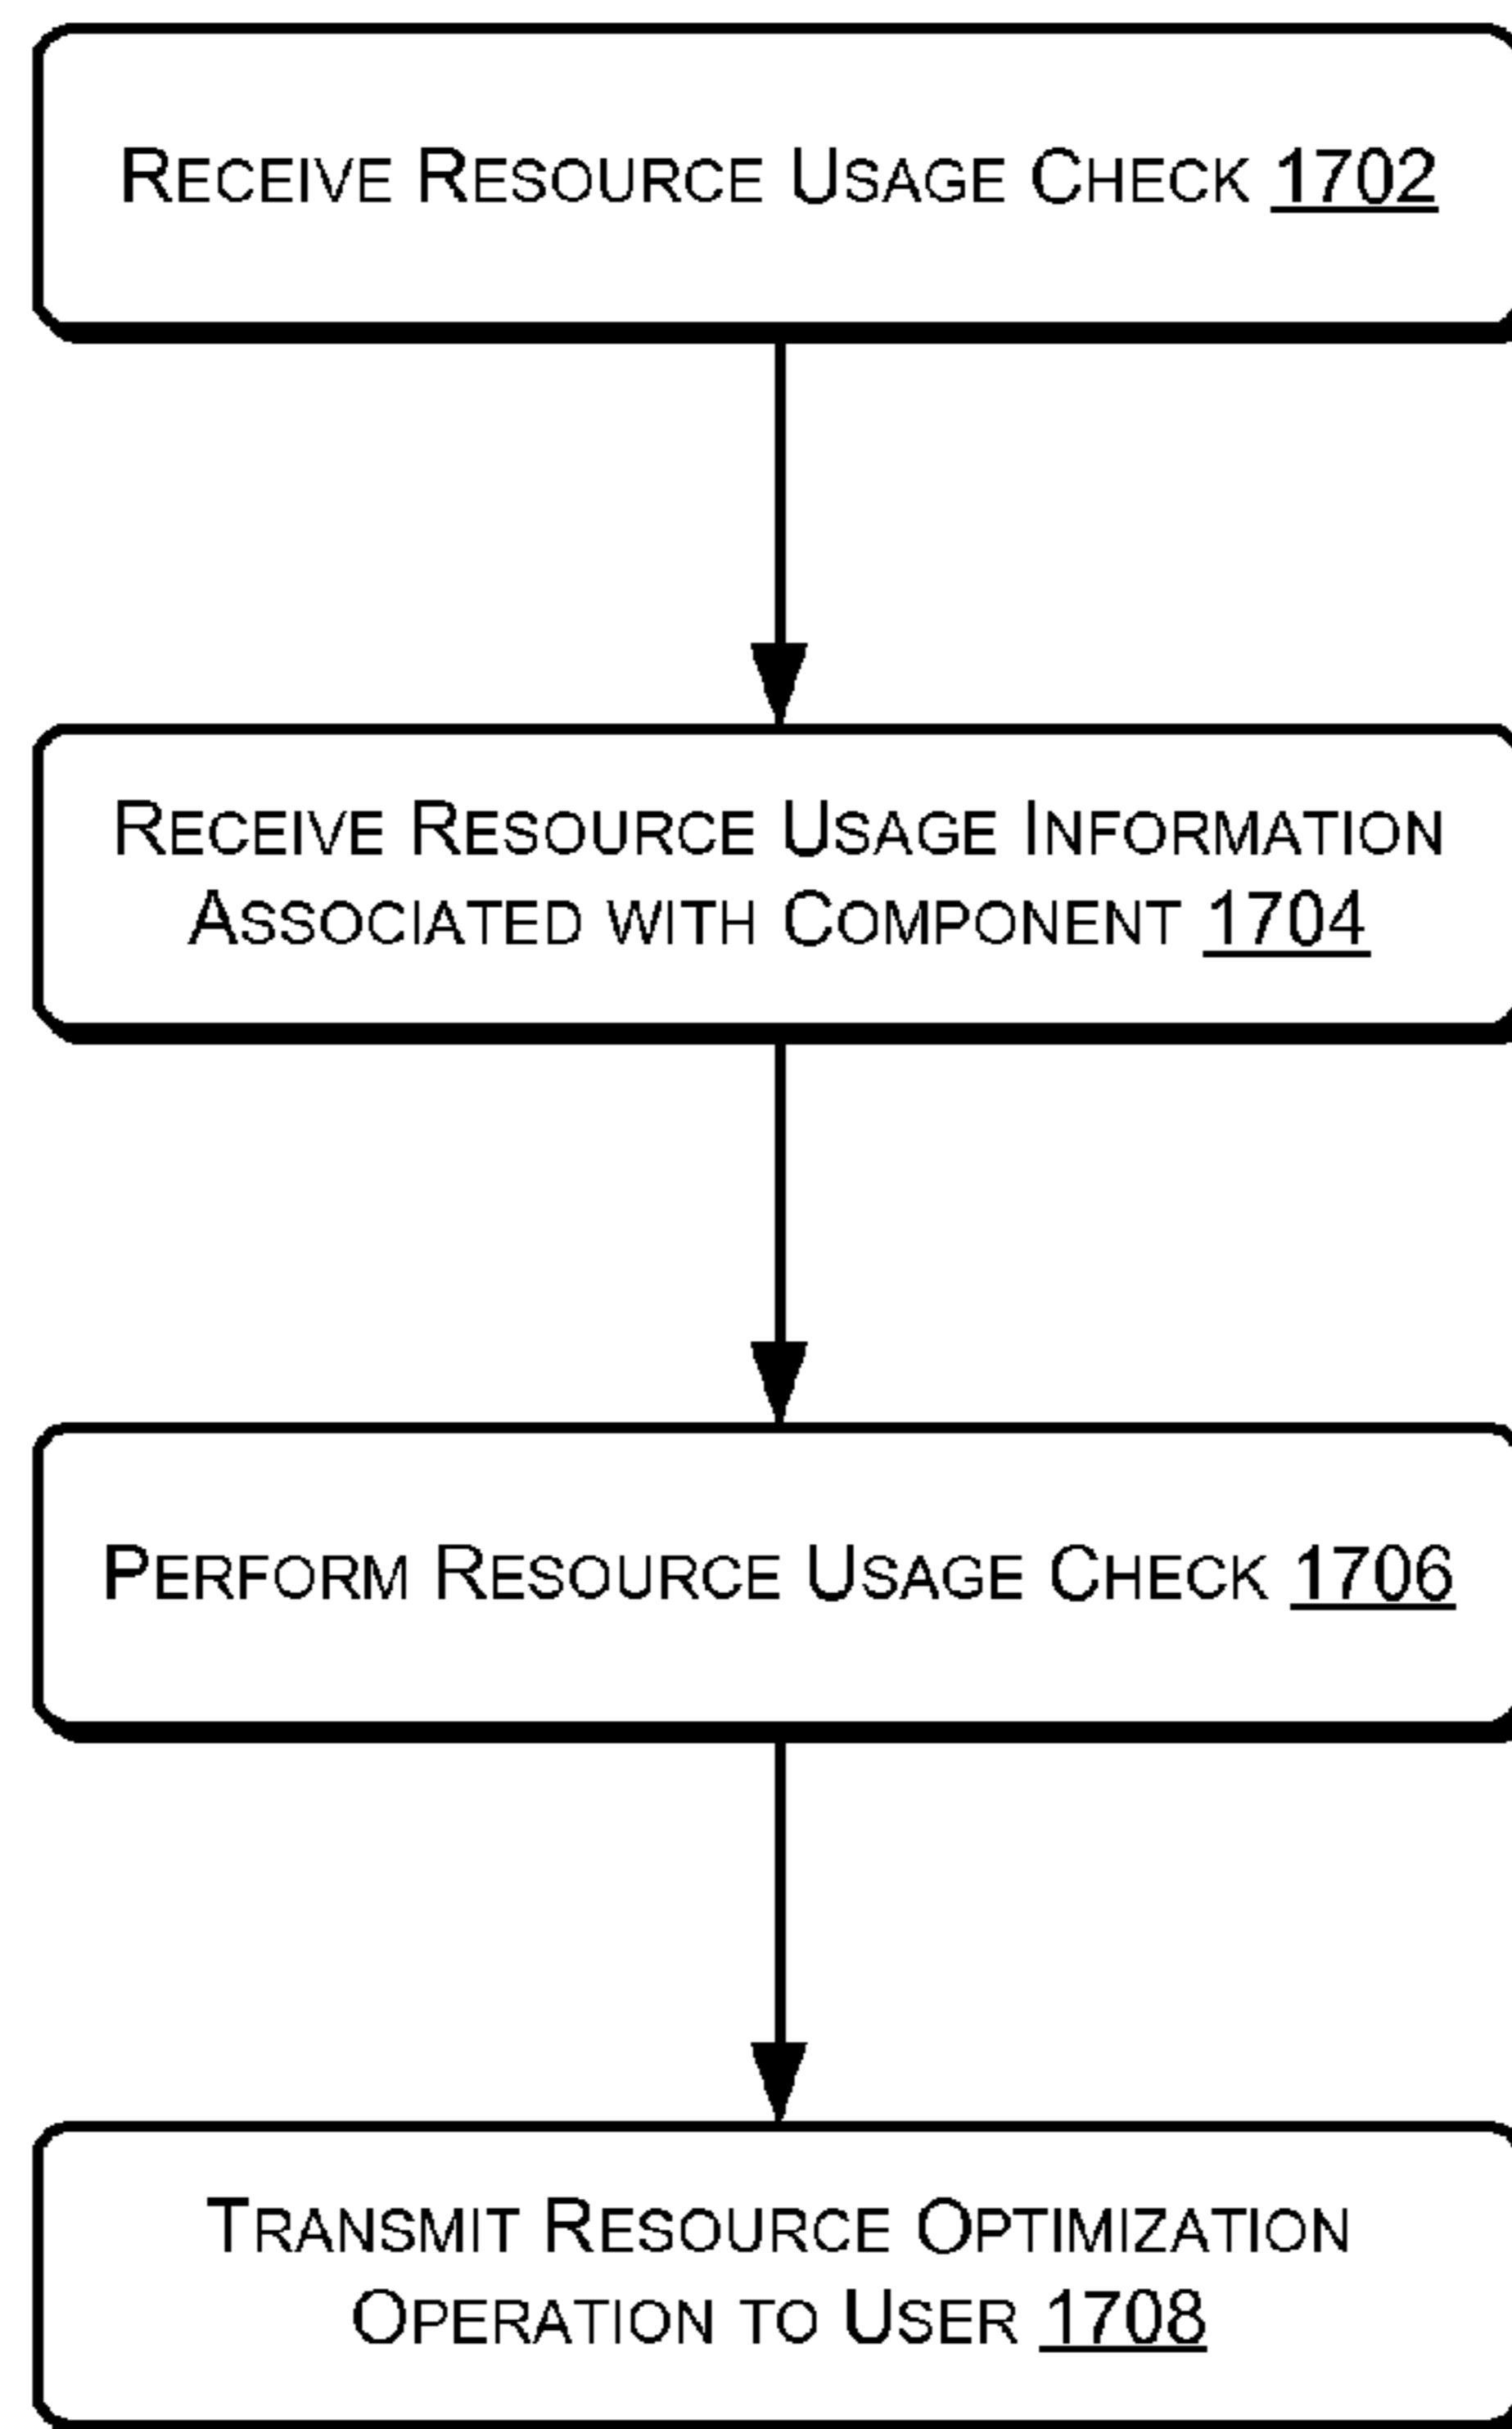 RECEIVE RESOURCE USAGE CHECK 1702
RECEIVE RESOURCE USAGE INFORMATION
ASSOCIATED WITH COMPONENT 1704
PERFORM RESOURCE USAGE CHECK 1706
TRANSMIT RESOURCE OPTIMIZATION
OPERATION TO USER 1708